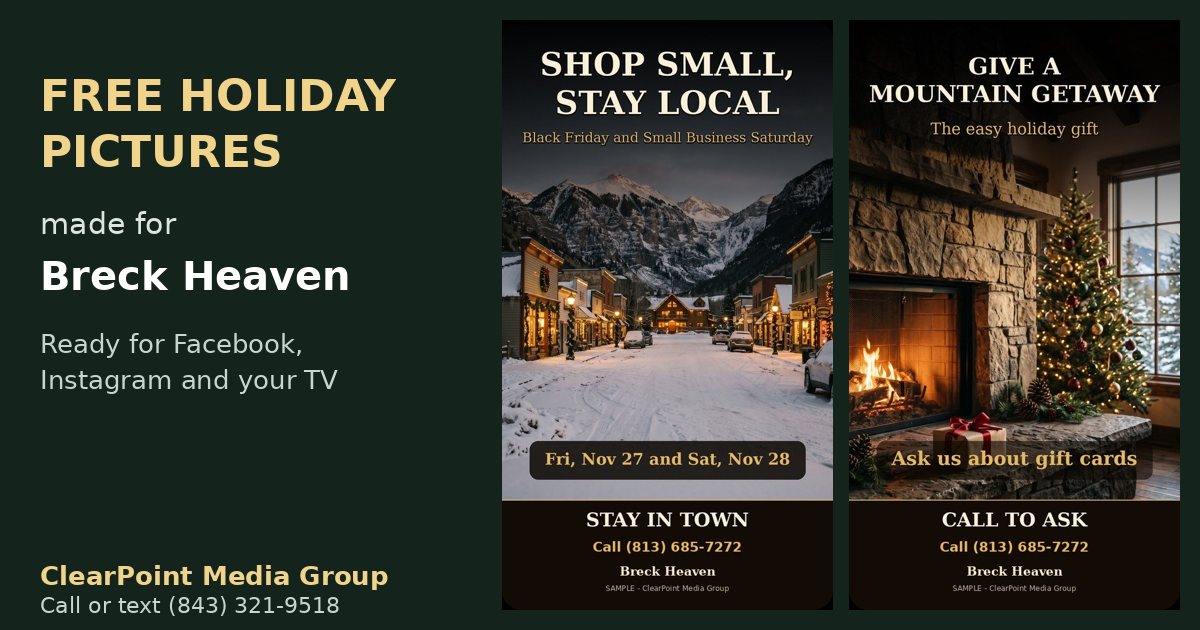 FREE HOLIDAY
PICTURES
made for
Breck Heaven
Ready for Facebook,
Instagram and your TV
ClearPoint Media Group
Call or text (843) 321-9518
SHOP SMALL,
STAY LOCAL
Black Friday and Small Business Saturday
Fri, Nov 27 and Sat, Nov 28
STAY IN TOWN
Call (813) 685-7272
Breck Heaven
SAMPLE - ClearPoint Media Group
GIVE A
MOUNTAIN GETAWAY
The easy holiday gift
Ask us about gift cards
CALL TO ASK
Call (813) 685-7272
Breck Heaven
SAMPLE - ClearPoint Media Group